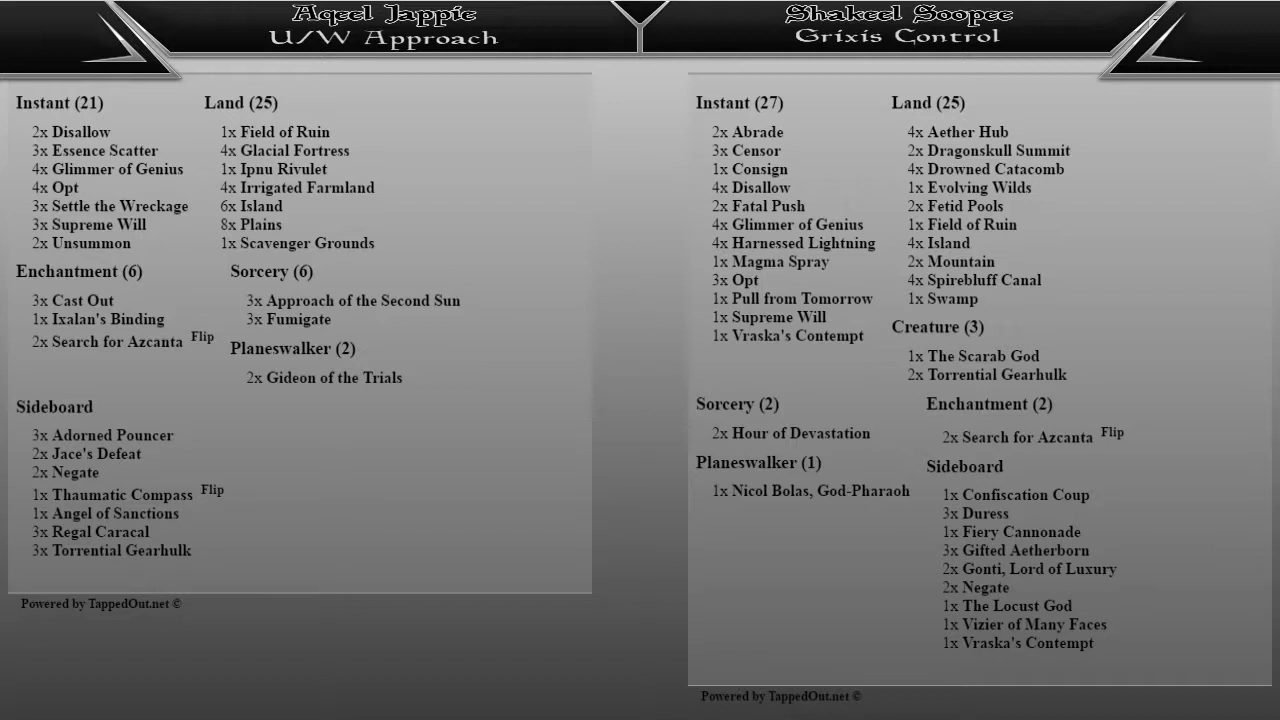 Aqeel Jappie
U/W Approach
Instant (21)
2x Disallow
3x Essence Scatter
4x Glimmer of Genius
4x Opt
3x Settle the Wreckage
3x Supreme Will
2x Unsummon
Land (25)
1x Field of Ruin
4x Glacial Fortress
1x Ipnu Rivulet
4x Irrigated Farmland
6x Island
8x Plains
1x Scavenger Grounds
Enchantment (6)
3x Cast Out
1x Ixalan's Binding
2x Search for Azcanta Flip
Sorcery (6)
3x Approach of the Second Sun
3x Fumigate
Planeswalker (2)
2x Gideon of the Trials
Sideboard
3x Adorned Pouncer
2x Jace's Defeat
2x Negate
1x Thaumatic Compass Flip
1x Angel of Sanctions
3x Regal Caracal
3x Torrential Gearhulk
Powered by TappedOut.net ©
Shakeel Soopee
Grixis Control
Instant (27)
2x Abrade
3x Censor
1x Consign
4x Disallow
2x Fatal Push
4x Glimmer of Genius
4x Harnessed Lightning
1x Magma Spray
3x Opt
1x Pull from Tomorrow
1x Supreme Will
1x Vraska's Contempt
Land (25)
4x Aether Hub
2x Dragonskull Summit
4x Drowned Catacomb
1x Evolving Wilds
2x Fetid Pools
1x Field of Ruin
4x Island
2x Mountain
4x Spirebluff Canal
1x Swamp
Creature (3)
1x The Scarab God
2x Torrential Gearhulk
Sorcery (2)
2x Hour of Devastation
Planeswalker (1)
1x Nicol Bolas, God-Pharaoh
Enchantment (2)
2x Search for Azcanta Flip
Sideboard
1x Confiscation Coup
3x Duress
1x Fiery Cannonade
3x Gifted Aetherborn
2x Gonti, Lord of Luxury
2x Negate
1x The Locust God
1x Vizier of Many Faces
1x Vraska's Contempt
Powered by TappedOut.net ©